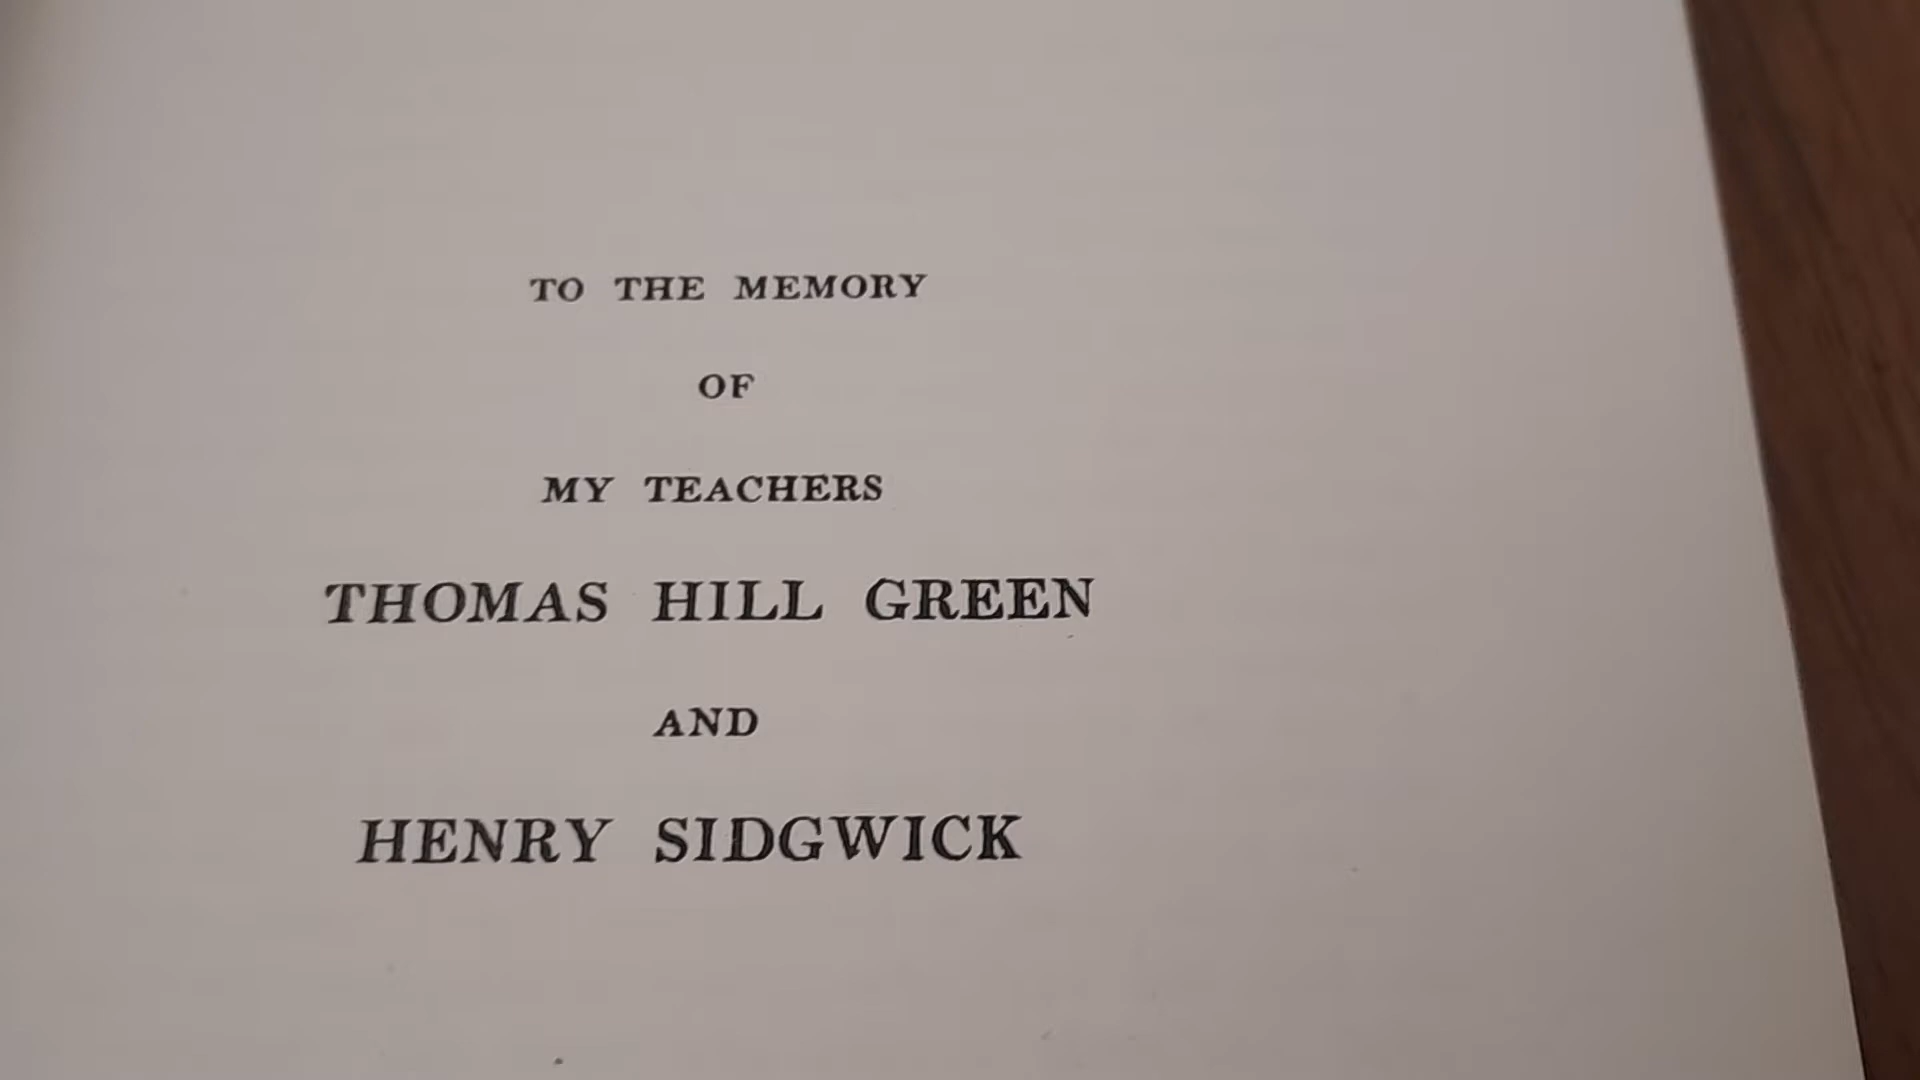 TO THE MEMORY
OF
MY TEACHERS
THOMAS HILL GREEN
AND
HENRY SIDGWICK